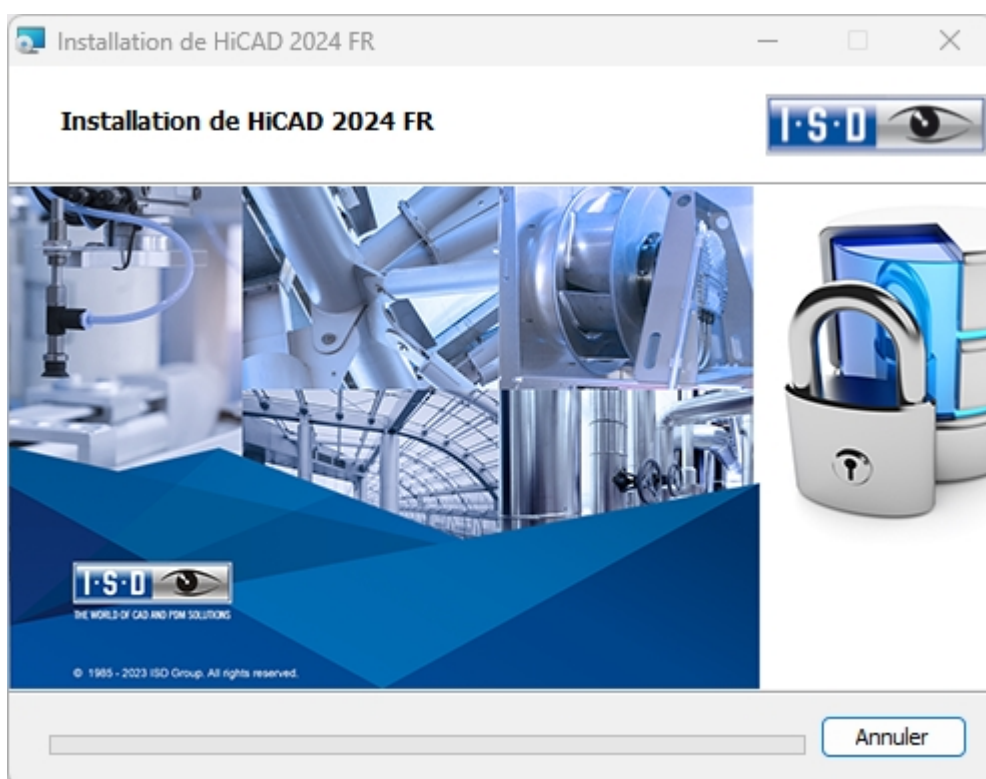 Installation de HiCAD 2024 FR
Installation de HiCAD 2024 FR
I·S·D
I·S·D
THE WORLD OF CAD AND PDM SOLUTIONS
© 1985 - 2023 ISD Group. All rights reserved.
Annuler